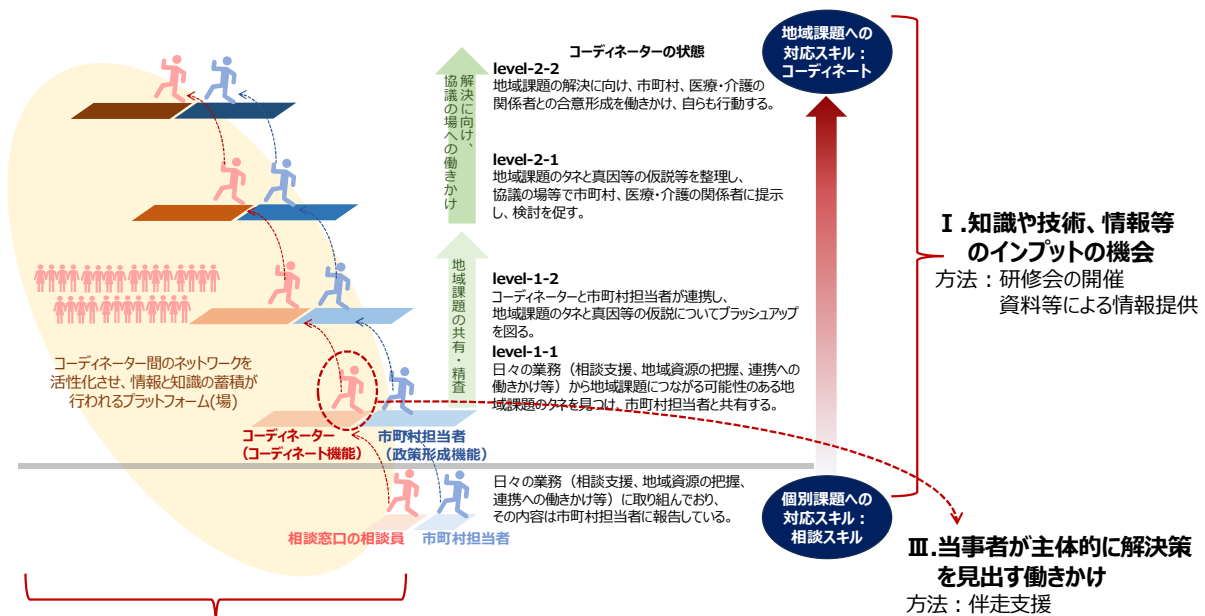 コーディネーターの状態
level-2-2
地域課題の解決に向け、市町村、医療・介護の
関係者との合意形成を働きかけ、自らも行動する。
level-2-1
地域課題のタネと真因等の仮説等を整理し、
協議の場等で市町村、医療・介護の関係者に提示
し、検討を促す。
level-1-2
コーディネーターと市町村担当者が連携し、
地域課題のタネと真因等の仮説についてブラッシュアップ
を図る。
level-1-1
日々の業務（相談支援、地域資源の把握、連携への
働きかけ等）から地域課題につながる可能性のある地
域課題のタネを見つけ、市町村担当者と共有する。
日々の業務（相談支援、地域資源の把握、
連携への働きかけ等）に取り組んでおり、
その内容は市町村担当者に報告している。
解決に向け、
協議の場への働きかけ
地域課題の共有・精査
コーディネーター間のネットワークを
活性化させ、情報と知識の蓄積が
行われるプラットフォーム(場)
コーディネーター
（コーディネート機能）
市町村担当者
（政策形成機能）
相談窓口の相談員
市町村担当者
地域課題への
対応スキル：
コーディネート
個別課題への
対応スキル：
相談スキル
Ⅰ.知識や技術、情報等
のインプットの機会
方法：研修会の開催
資料等による情報提供
Ⅲ.当事者が主体的に解決策
を見出す働きかけ
方法：伴走支援